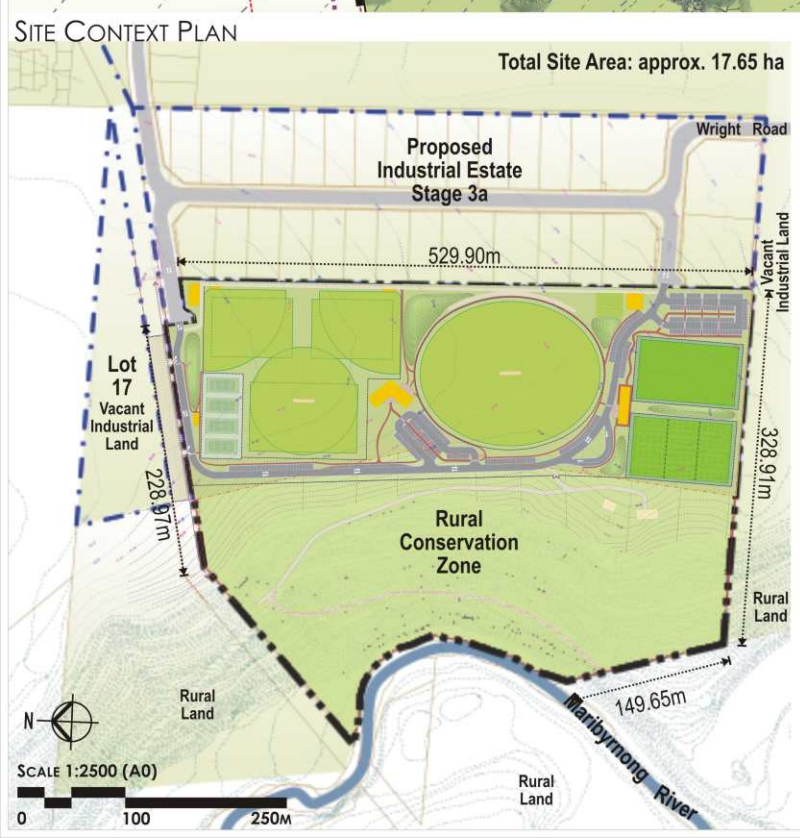 SITE CONTEXT PLAN
Total Site Area: approx. 17.65 ha
Wright Road
Proposed
Industrial Estate
Stage 3a
Vacant
Industrial Land
529.90m
Lot
17
Vacant
Industrial
Land
228.97m
328.91m
Rural
Conservation
Zone
Rural
Land
Rural
Land
149.65m
Maribyrnong River
N
SCALE 1:2500 (A0)
0 100 250M
Rural
Land